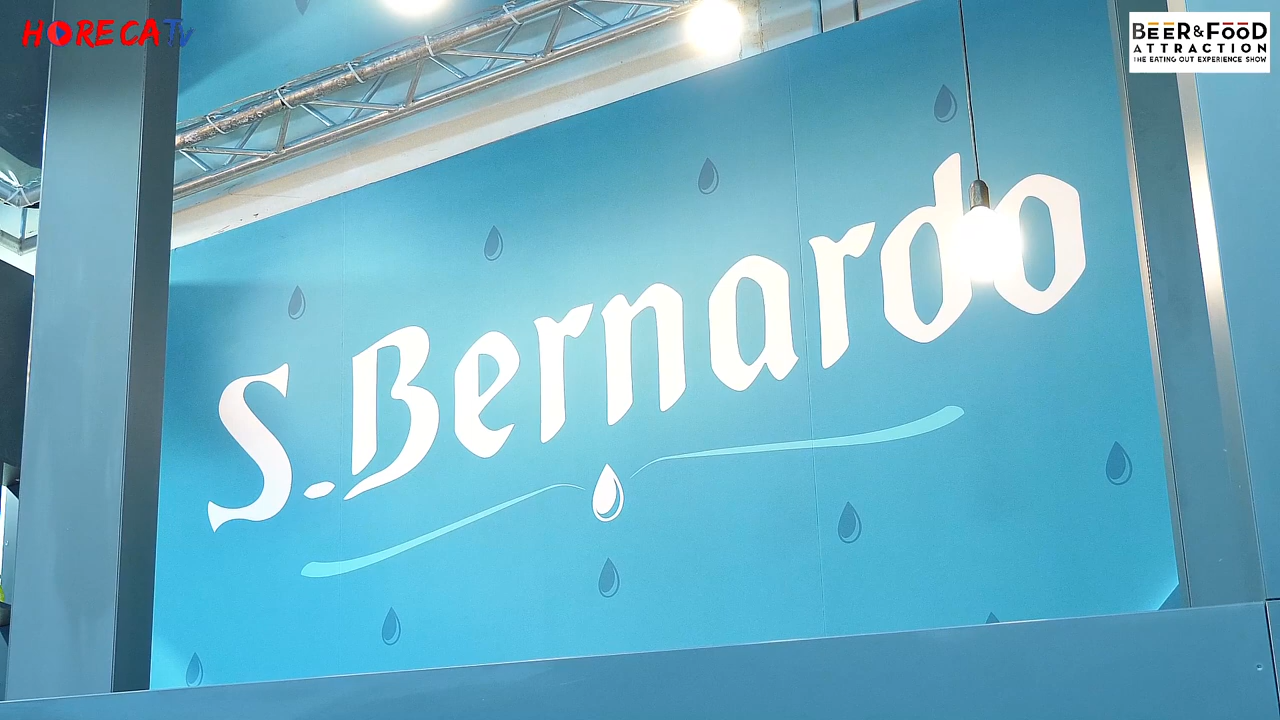 HORECATV
BEER&FOOD
ATTRACTION
THE EATING OUT EXPERIENCE SHOW
S.Bernardo